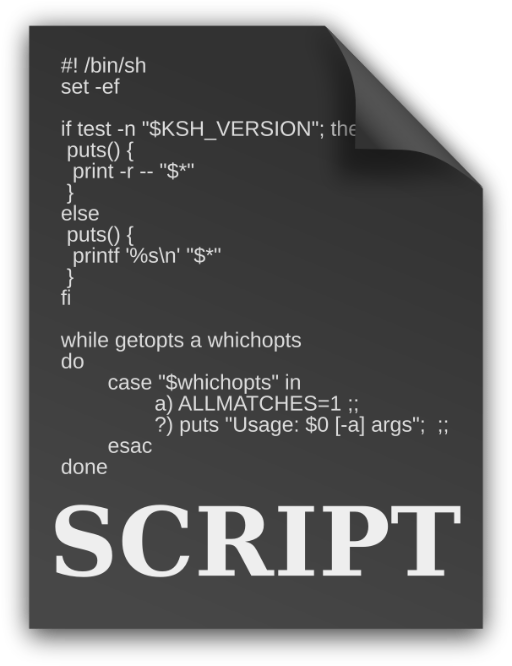 #! /bin/sh
set -ef

if test -n "$KSH_VERSION"; the
 puts() {
  print -r -- "$*"
 }
else
 puts() {
  printf '%s\n' "$*"
 }
fi

while getopts a whichopts
do
        case "$whichopts" in
                a) ALLMATCHES=1 ;;
                ?) puts "Usage: $0 [-a] args";  ;;
        esac
done
SCRIPT